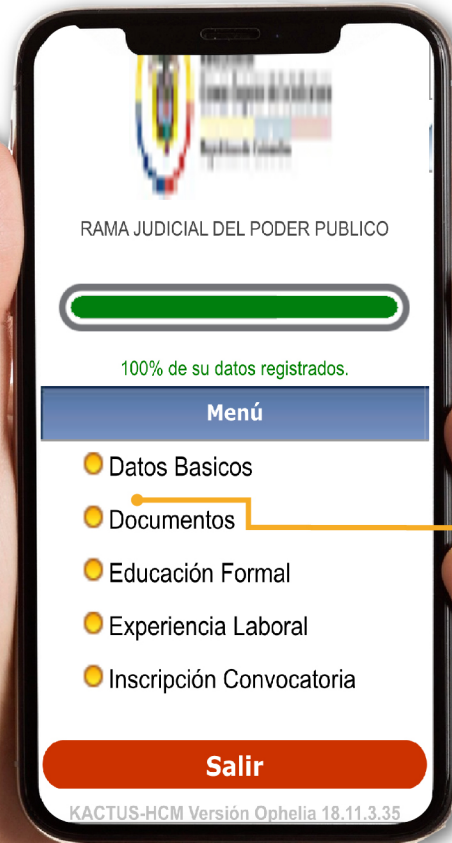 RAMA JUDICIAL DEL PODER PUBLICO
100% de su datos registrados.
Menú
Datos Basicos
Documentos
Educación Formal
Experiencia Laboral
Inscripción Convocatoria
Salir
KACTUS-HCM Versión Ophelia 18.11.3.35